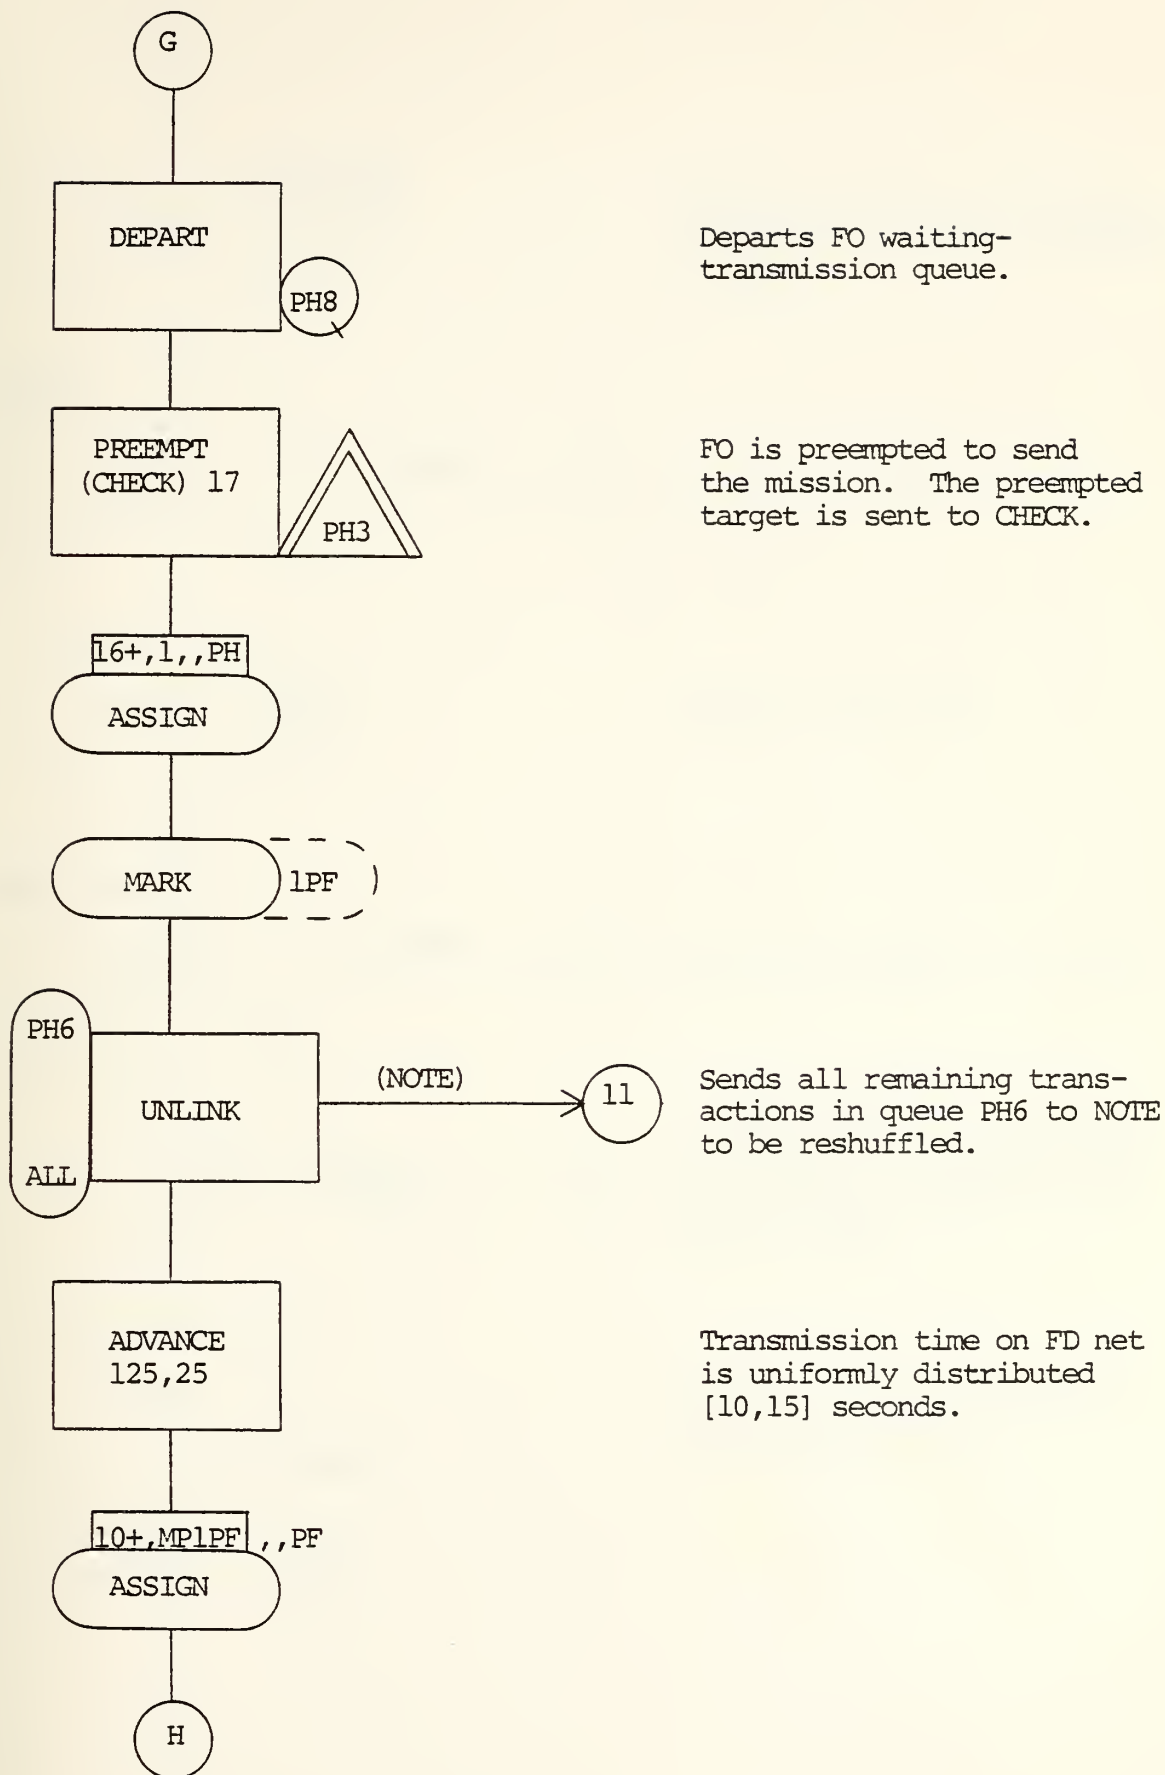 G
DEPART
PH8
Departs FO waiting-
transmission queue.
PREEMPT
(CHECK) 17
PH3
FO is preempted to send
the mission. The preempted
target is sent to CHECK.
16+,1,,PH
ASSIGN
MARK
1PF
PH6
ALL
UNLINK
(NOTE)
11
Sends all remaining trans-
actions in queue PH6 to NOTE
to be reshuffled.
ADVANCE
125,25
Transmission time on FD net
is uniformly distributed
[10,15] seconds.
10+,MP1PF,,PF
ASSIGN
H